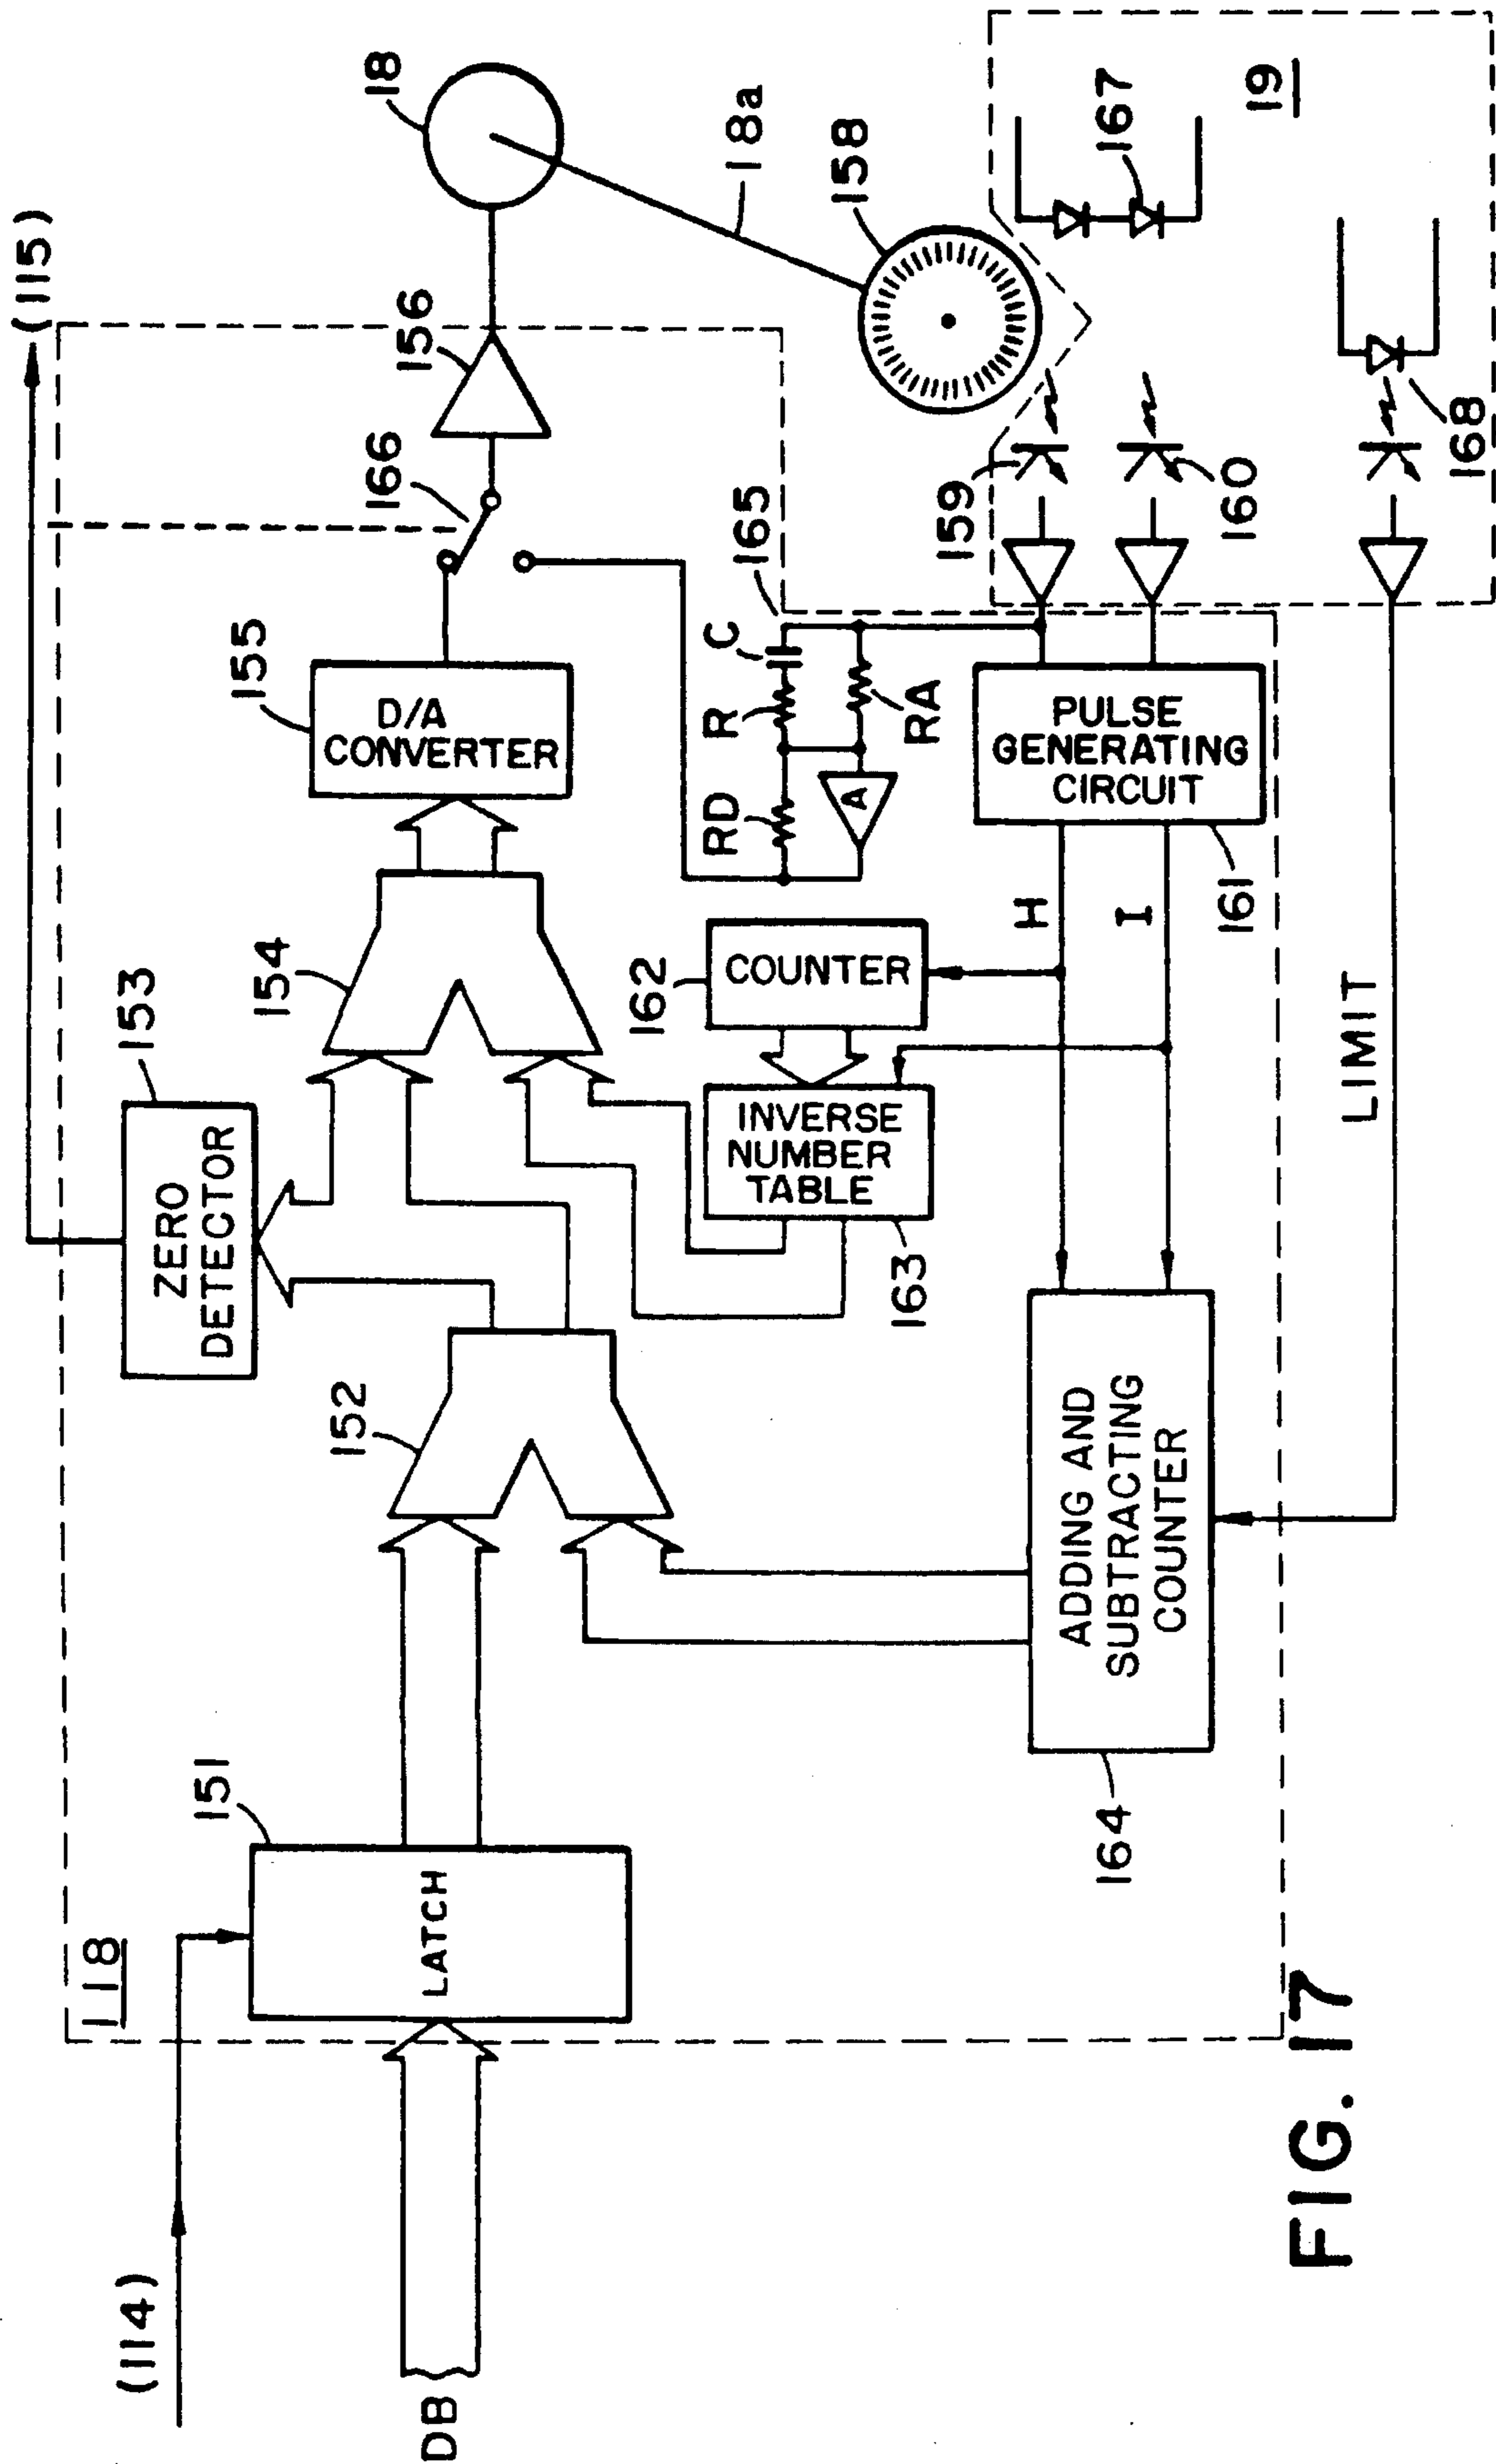 (114)
DB
118
LATCH
151
152
ZERO
DETECTOR
153
154
D/A
CONVERTER
155
166
156
(115)
18
18a
158
ADDING AND
SUBTRACTING
COUNTER
164
INVERSE
NUMBER
TABLE
163
COUNTER
162
H
I
RD
R
C
A
RA
165
PULSE
GENERATING
CIRCUIT
161
159
160
167
19
168
LIMIT
FIG. 17